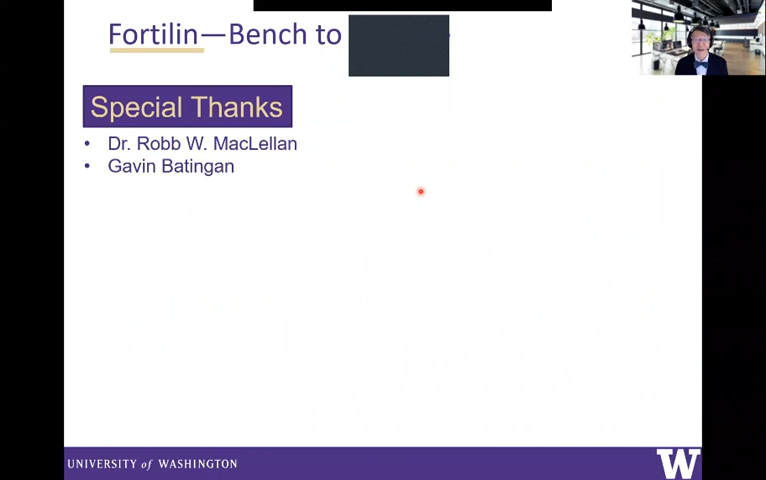 Fortilin—Bench to
Special Thanks
• Dr. Robb W. MacLellan
• Gavin Batingan
UNIVERSITY of WASHINGTON
W